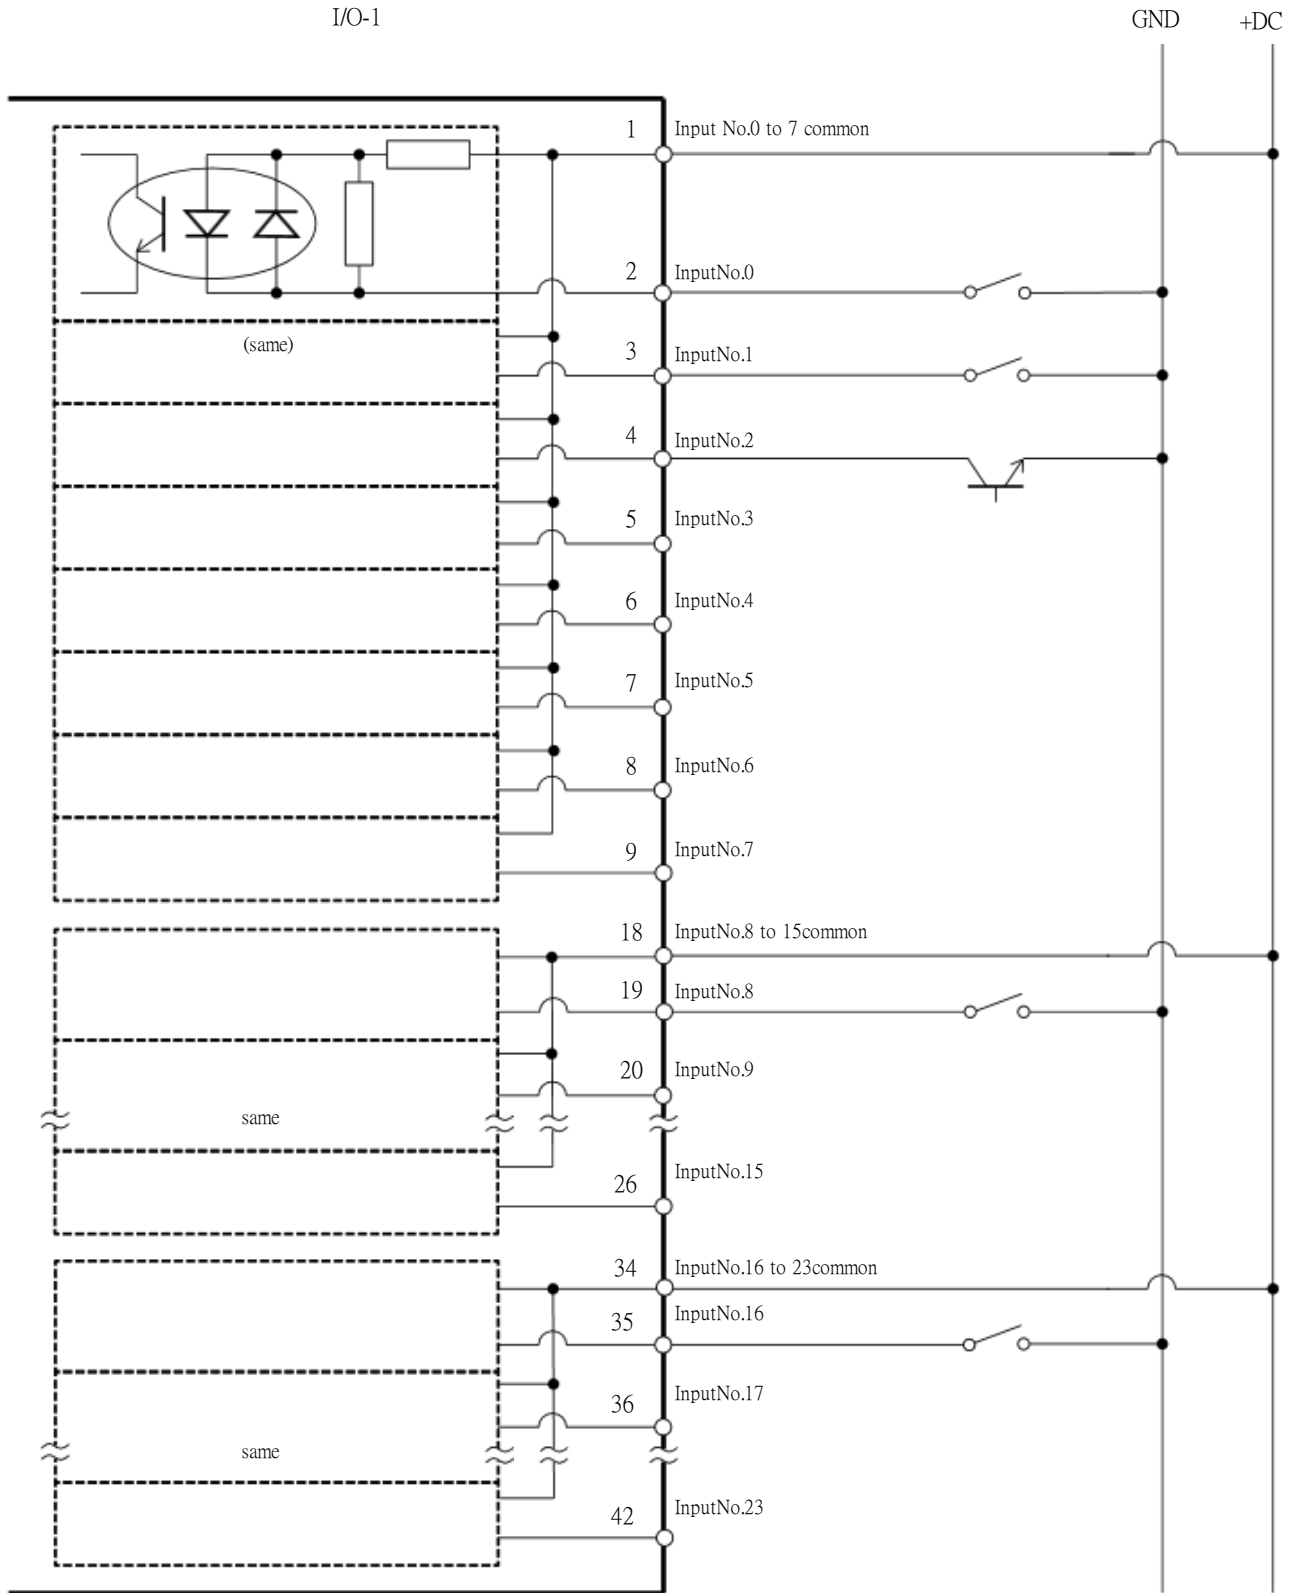 I/O-1
GND
+DC
1
Input No.0 to 7 common
2
InputNo.0
(same)
3
InputNo.1
4
InputNo.2
5
InputNo.3
6
InputNo.4
7
InputNo.5
8
InputNo.6
9
InputNo.7
18
InputNo.8 to 15common
19
InputNo.8
20
InputNo.9
same
26
InputNo.15
34
InputNo.16 to 23common
35
InputNo.16
36
InputNo.17
same
42
InputNo.23